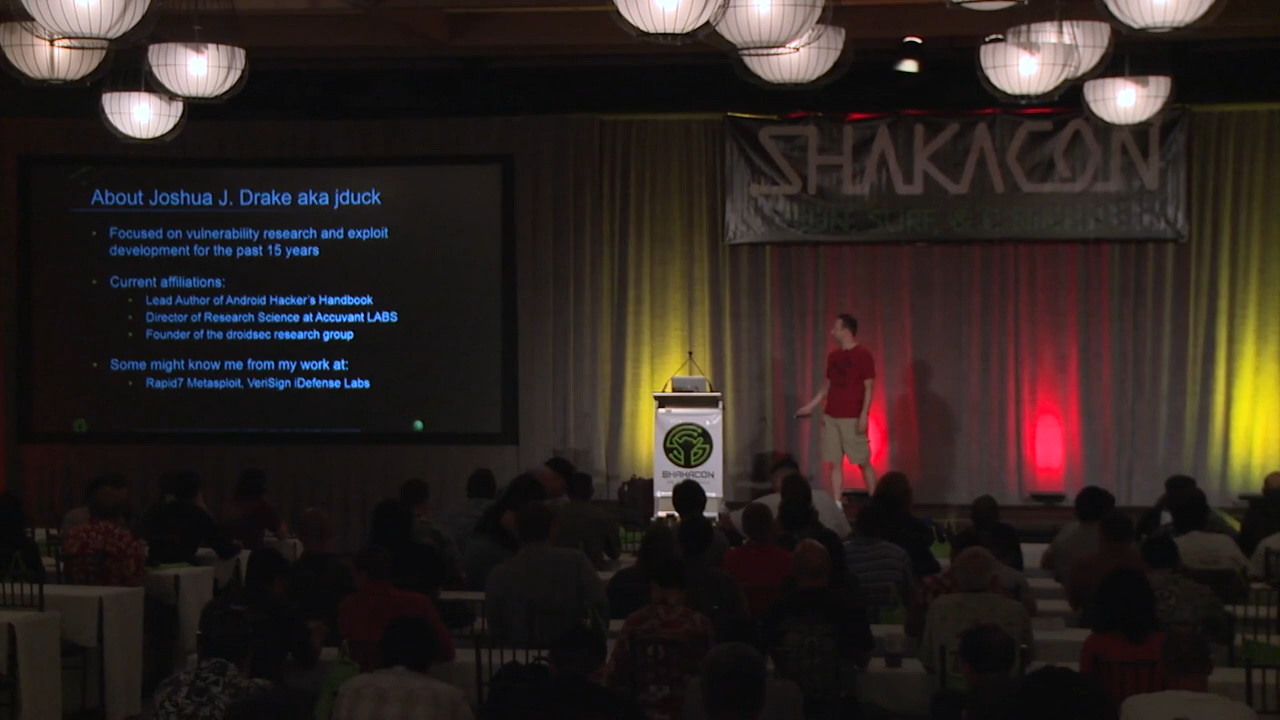 About Joshua J. Drake aka jduck
Focused on vulnerability research and exploit
development for the past 15 years
Current affiliations:
Lead Author of Android Hacker's Handbook
Director of Research Science at Accuvant LABS
Founder of the droidsec research group
Some might know me from my work at:
Rapid7 Metasploit, VeriSign iDefense Labs
SHAKACON
SHAKACON